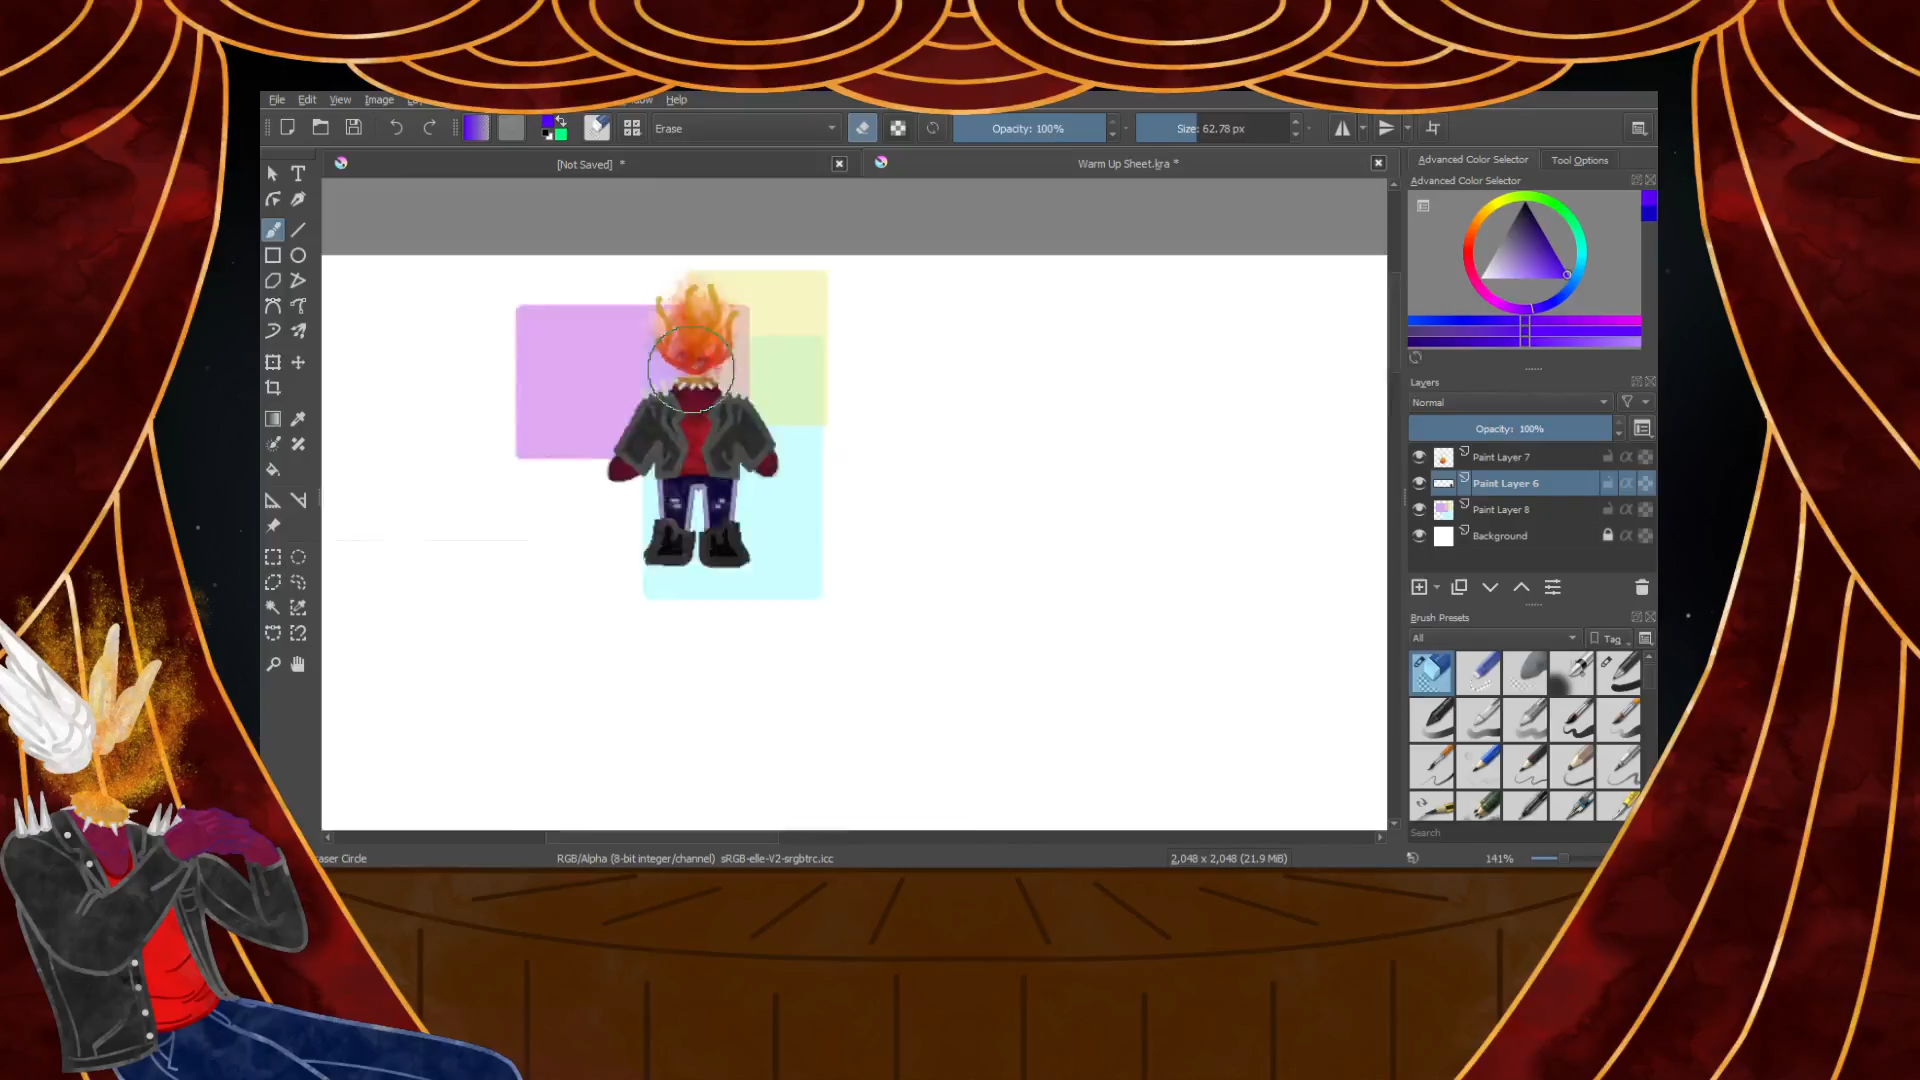 File Edit View Image Help
Erase
Opacity: 100%
Size: 62.78 px
[Not Saved] *
Warm Up Sheet.kra *
Advanced Color Selector
Tool Options
Advanced Color Selector
Layers
Normal
Opacity: 100%
Paint Layer 7
Paint Layer 6
Paint Layer 8
Background
Brush Presets
All
Tag
Search
Circle
RGB/Alpha (8-bit integer/channel) sRGB-elle-V2-srgbtrc.icc
2,048 x 2,048 (21.9 MiB)
141%